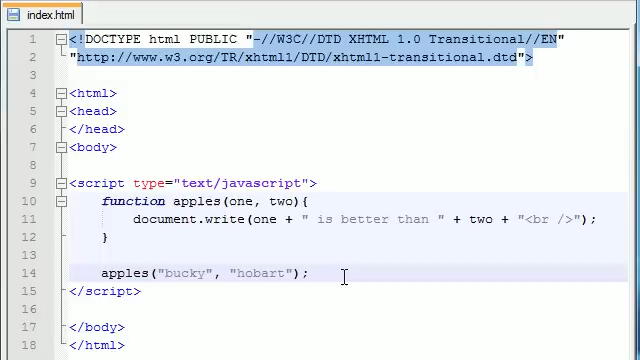 index.html
1 <!DOCTYPE html PUBLIC "-//W3C//DTD XHTML 1.0 Transitional//EN"
2 "http://www.w3.org/TR/xhtml1/DTD/xhtml1-transitional.dtd">
3
4 <html>
5 <head>
6 </head>
7 <body>
8
9 <script type="text/javascript">
10 function apples(one, two){
11 document.write(one + " is better than " + two + "<br />");
12 }
13
14 apples("bucky", "hobart");
15 </script>
16
17 </body>
18 </html>